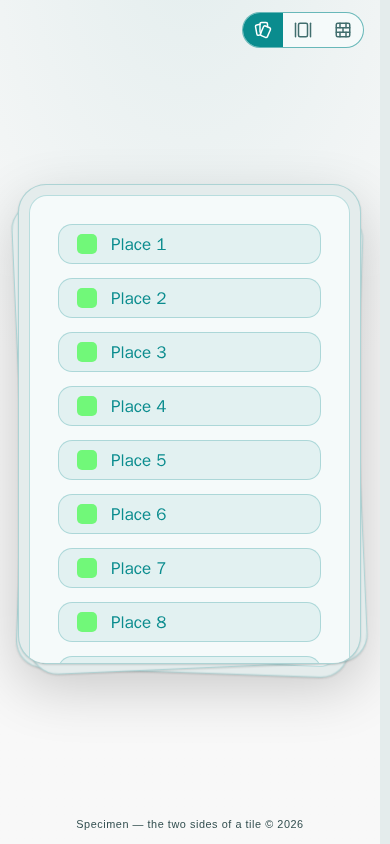 Place 1
Place 2
Place 3
Place 4
Place 5
Place 6
Place 7
Place 8
Specimen — the two sides of a tile © 2026